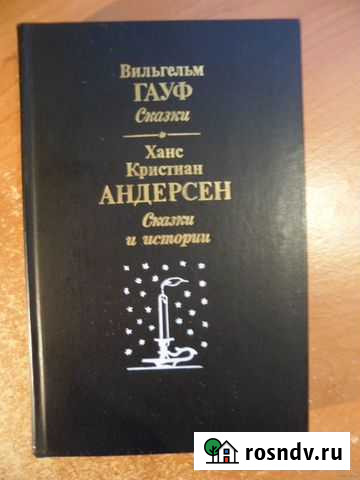 Вильгельм
ГАУФ
Сказки
Ханс
Кристиан
АНДЕРСЕН
Сказки
и истории
rosndv.ru